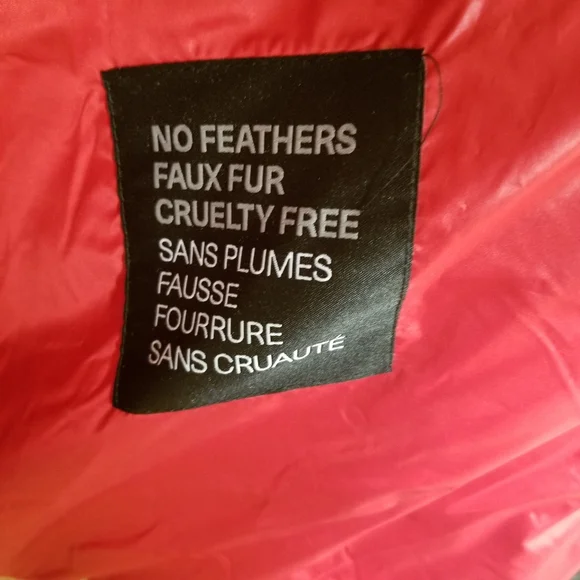 NO FEATHERS
FAUX FUR
CRUELTY FREE
SANS PLUMES
FAUSSE
FOURRURE
SANS CRUAUTÉ